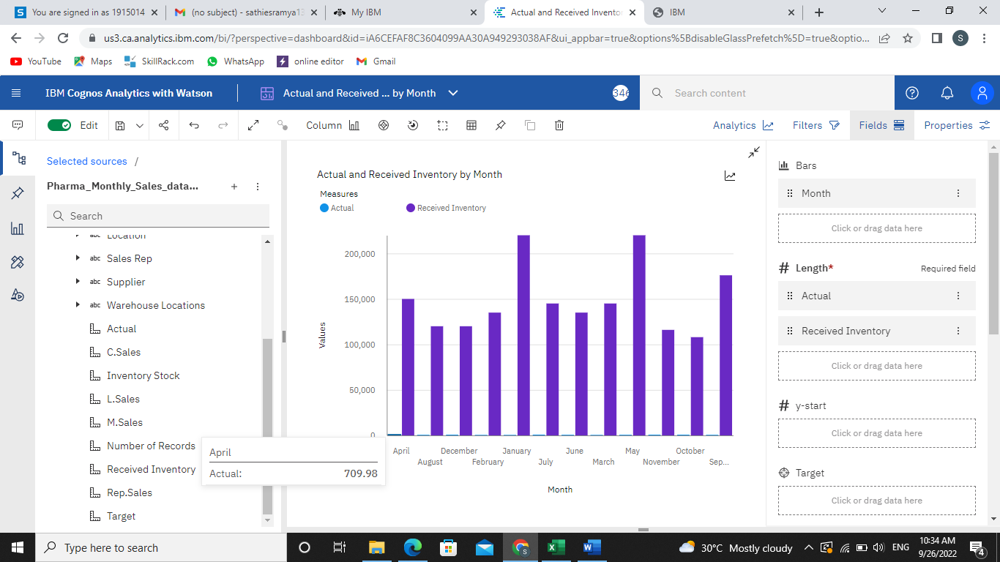 You are signed in as 1915014
(no subject) - sathiesramya13
My IBM
Actual and Received Inventor
IBM
us3.ca.analytics.ibm.com/bi/?perspective=dashboard&id=iA6CEFAF8C3604099AA30A949293038AF&ui_appbar=true&options%5BdisableGlassPrefetch%5D=true&optio...
S
YouTube
Maps
SkillRack.com
WhatsApp
online editor
Gmail
IBM Cognos Analytics with Watson
Actual and Received ... by Month
346
Search content
Edit
Column
Analytics
Filters
Fields
Properties
Selected sources /
Pharma_Monthly_Sales_data...
Search
abc Location
abc Sales Rep
abc Supplier
abc Warehouse Locations
Actual
C.Sales
Inventory Stock
L.Sales
M.Sales
Number of Records
Received Inventory
Rep.Sales
Target
Actual and Received Inventory by Month
Measures
Actual
Received Inventory
200,000
150,000
100,000
50,000
0
Values
April
August
December
February
January
July
June
March
May
November
October
Sep...
Month
April
Actual: 709.98
Bars
Month
Click or drag data here
# Length* Required field
Actual
Received Inventory
Click or drag data here
# y-start
Click or drag data here
Target
Click or drag data here
Type here to search
30°C Mostly cloudy
ENG
10:34 AM
9/26/2022
4